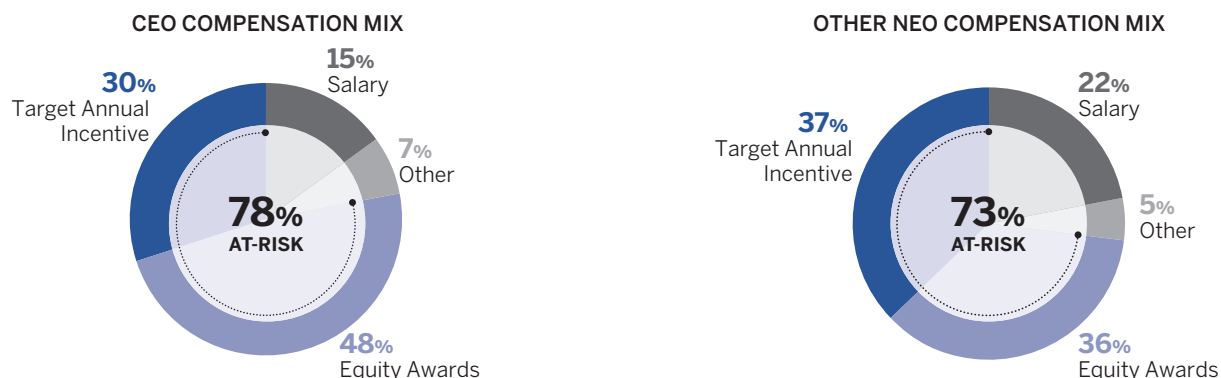 CEO COMPENSATION MIX
15%
Salary
30%
Target Annual
Incentive
7%
Other
78%
AT-RISK
48%
Equity Awards
OTHER NEO COMPENSATION MIX
22%
Salary
37%
Target Annual
Incentive
5%
Other
73%
AT-RISK
36%
Equity Awards